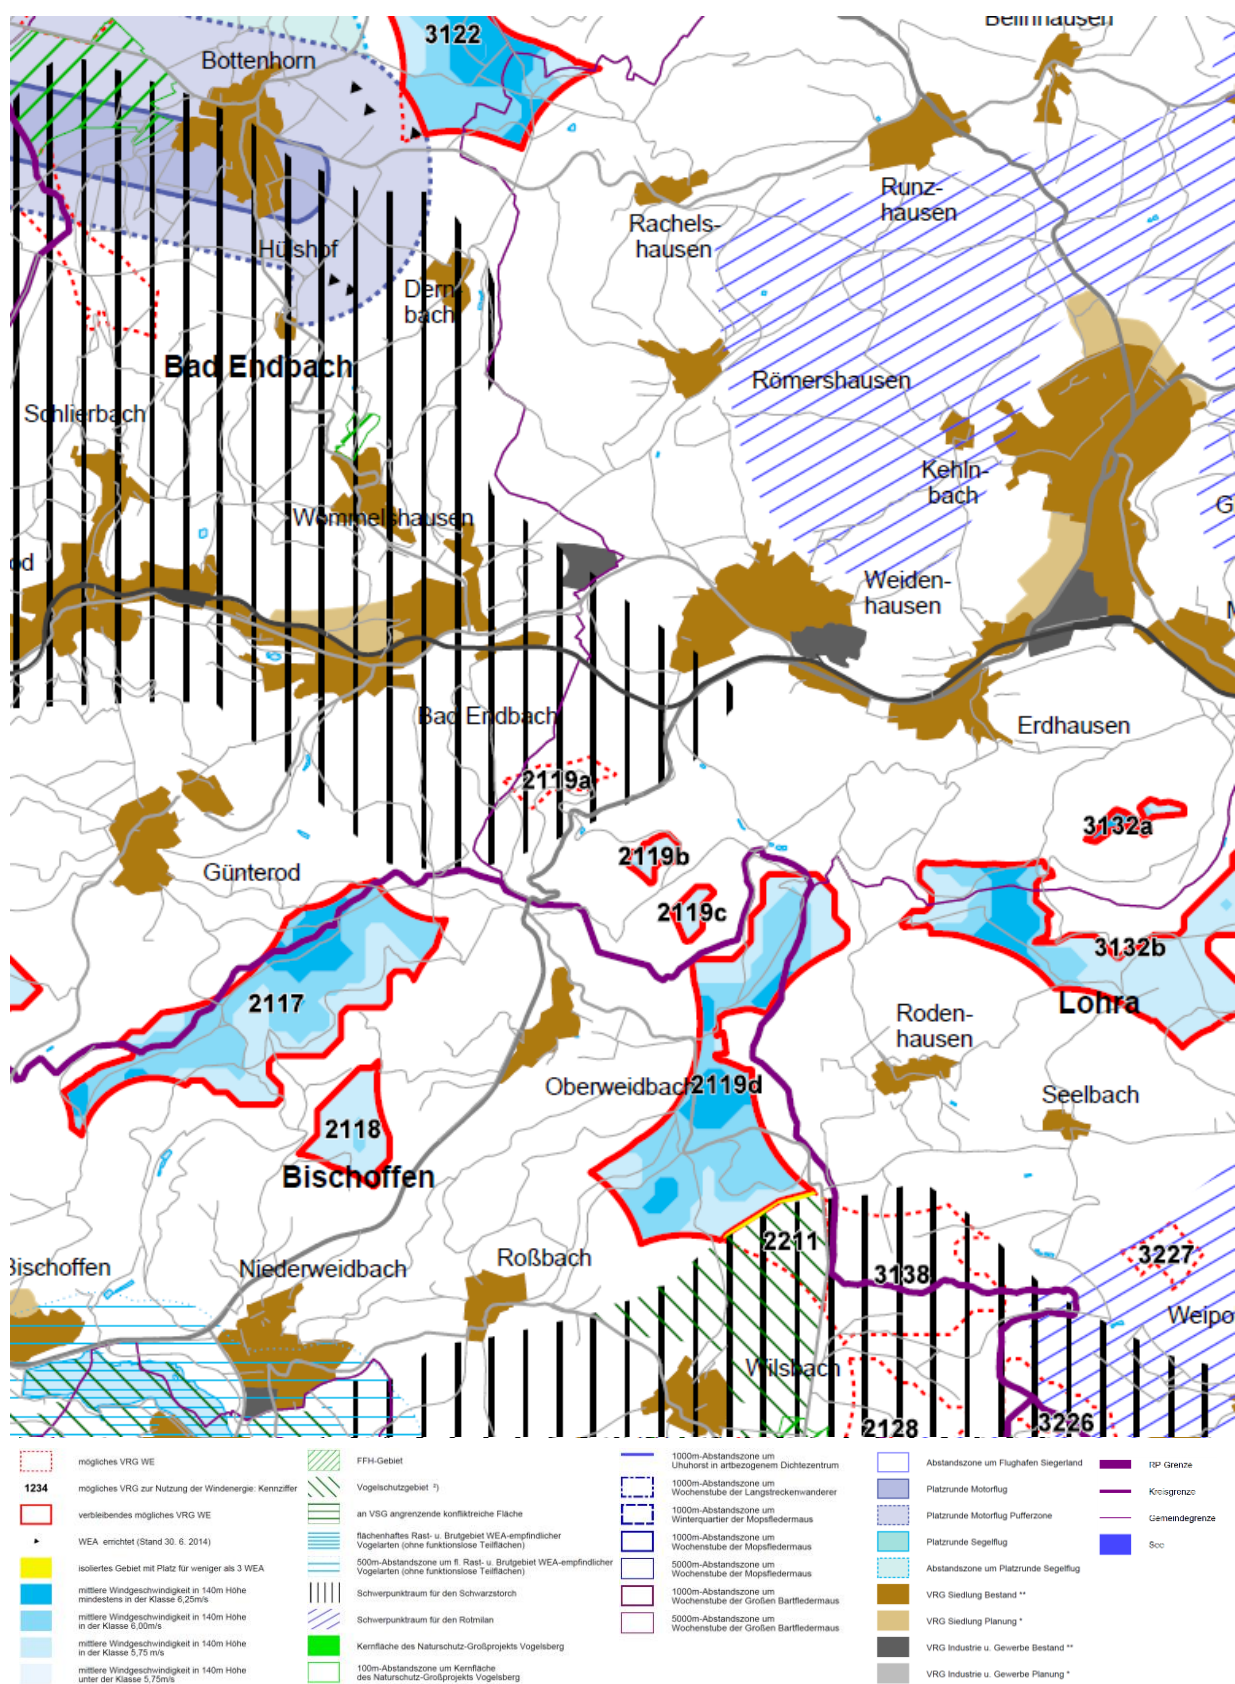 Bellnhausen
3122
Bottenhorn
Runz-
hausen
Rachels-
hausen
Hülshof
Dern-
bach
Bad Endbach
Römershausen
Schlierbach
Kehln-
bach
Wommelshausen
od
G
Weiden-
hausen
M
Bad Endbach
Erdhausen
2119a
3132a
2119b
Günterod
2119c
3132b
2117
Lohra
Roden-
hausen
Oberweidbach
2119d
Seelbach
2118
Bischoffen
2211
3227
Bischoffen
Niederweidbach
Roßbach
3138
Weipo
Wilsbach
2128
3226
mögliches VRG WE
1234 mögliches VRG zur Nutzung der Windenergie: Kennziffer
verbleibendes mögliches VRG WE
WEA errichtet (Stand 30. 6. 2014)
isoliertes Gebiet mit Platz für weniger als 3 WEA
mittlere Windgeschwindigkeit in 140m Höhe
mindestens in der Klasse 6,25m/s
mittlere Windgeschwindigkeit in 140m Höhe
in der Klasse 6,00m/s
mittlere Windgeschwindigkeit in 140m Höhe
in der Klasse 5,75 m/s
mittlere Windgeschwindigkeit in 140m Höhe
unter der Klasse 5,75m/s
FFH-Gebiet
Vogelschutzgebiet ²)
an VSG angrenzende konfliktreiche Fläche
flächenhaftes Rast- u. Brutgebiet WEA-empfindlicher
Vogelarten (ohne funktionslose Teilflächen)
500m-Abstandszone um fl. Rast- u. Brutgebiet WEA-empfindlicher
Vogelarten (ohne funktionslose Teilflächen)
Schwerpunktraum für den Schwarzstorch
Schwerpunktraum für den Rotmilan
Kernfläche des Naturschutz-Großprojekts Vogelsberg
100m-Abstandszone um Kernfläche
des Naturschutz-Großprojekts Vogelsberg
1000m-Abstandszone um
Uhuhorst in artbezogenem Dichtezentrum
1000m-Abstandszone um
Wochenstube der Langstreckenwanderer
1000m-Abstandszone um
Winterquartier der Mopsfledermaus
1000m-Abstandszone um
Wochenstube der Mopsfledermaus
5000m-Abstandszone um
Wochenstube der Mopsfledermaus
1000m-Abstandszone um
Wochenstube der Großen Bartfledermaus
5000m-Abstandszone um
Wochenstube der Großen Bartfledermaus
Abstandszone um Flughafen Siegerland
Platzrunde Motorflug
Platzrunde Motorflug Pufferzone
Platzrunde Segelflug
Abstandszone um Platzrunde Segelflug
VRG Siedlung Bestand **
VRG Siedlung Planung *
VRG Industrie u. Gewerbe Bestand **
VRG Industrie u. Gewerbe Planung *
RP Grenze
Kreisgrenze
Gemeindegrenze
See